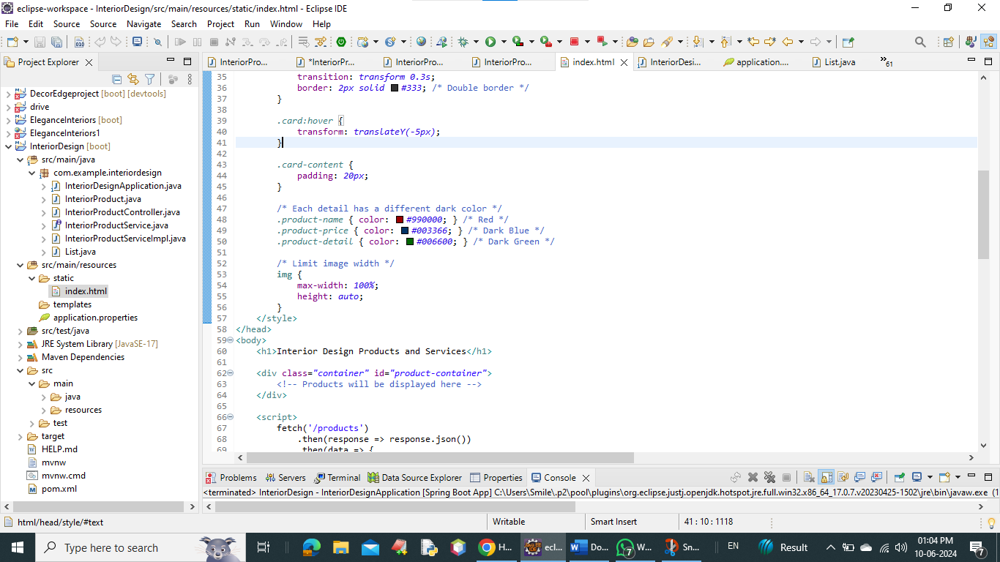 eclipse-workspace - InteriorDesign/src/main/resources/static/index.html - Eclipse IDE
File Edit Source Source Navigate Search Project Run Window Help
Project Explorer
InteriorPro... *InteriorPr... InteriorPro... InteriorPro... index.html InteriorDesi... application.... List.java »61
DecorEdgeproject [boot] [devtools]
drive
EleganceInteriors [boot]
EleganceInteriors1
InteriorDesign [boot]
src/main/java
com.example.interiordesign
InteriorDesignApplication.java
InteriorProduct.java
InteriorProductController.java
InteriorProductService.java
InteriorProductServiceImpl.java
List.java
src/main/resources
static
index.html
templates
application.properties
src/test/java
JRE System Library [JavaSE-17]
Maven Dependencies
src
main
java
resources
test
target
HELP.md
mvnw
mvnw.cmd
pom.xml
35 transition: transform 0.3s;
36 border: 2px solid #333; /* Double border */
37 }
38
39 .card:hover {
40 transform: translateY(-5px);
41 }
42
43 .card-content {
44 padding: 20px;
45 }
46
47 /* Each detail has a different dark color */
48 .product-name { color: #990000; } /* Red */
49 .product-price { color: #003366; } /* Dark Blue */
50 .product-detail { color: #006600; } /* Dark Green */
51
52 /* Limit image width */
53 img {
54 max-width: 100%;
55 height: auto;
56 }
57 </style>
58 </head>
59 <body>
60 <h1>Interior Design Products and Services</h1>
61
62 <div class="container" id="product-container">
63 <!-- Products will be displayed here -->
64 </div>
65
66 <script>
67 fetch('/products')
68 .then(response => response.json())
69 .then(data => {
Problems Servers Terminal Data Source Explorer Properties Console
<terminated> InteriorDesign - InteriorDesignApplication [Spring Boot App] C:\Users\Smile\.p2\pool\plugins\org.eclipse.justj.openjdk.hotspot.jre.full.win32.x86_64_17.0.7.v20230425-1502\jre\bin\javaw.exe (1
html/head/style/#text Writable Smart Insert 41 : 10 : 1118
Type here to search H... ecl... Do... 7 W... Sn... EN Result 01:04 PM
10-06-2024 7